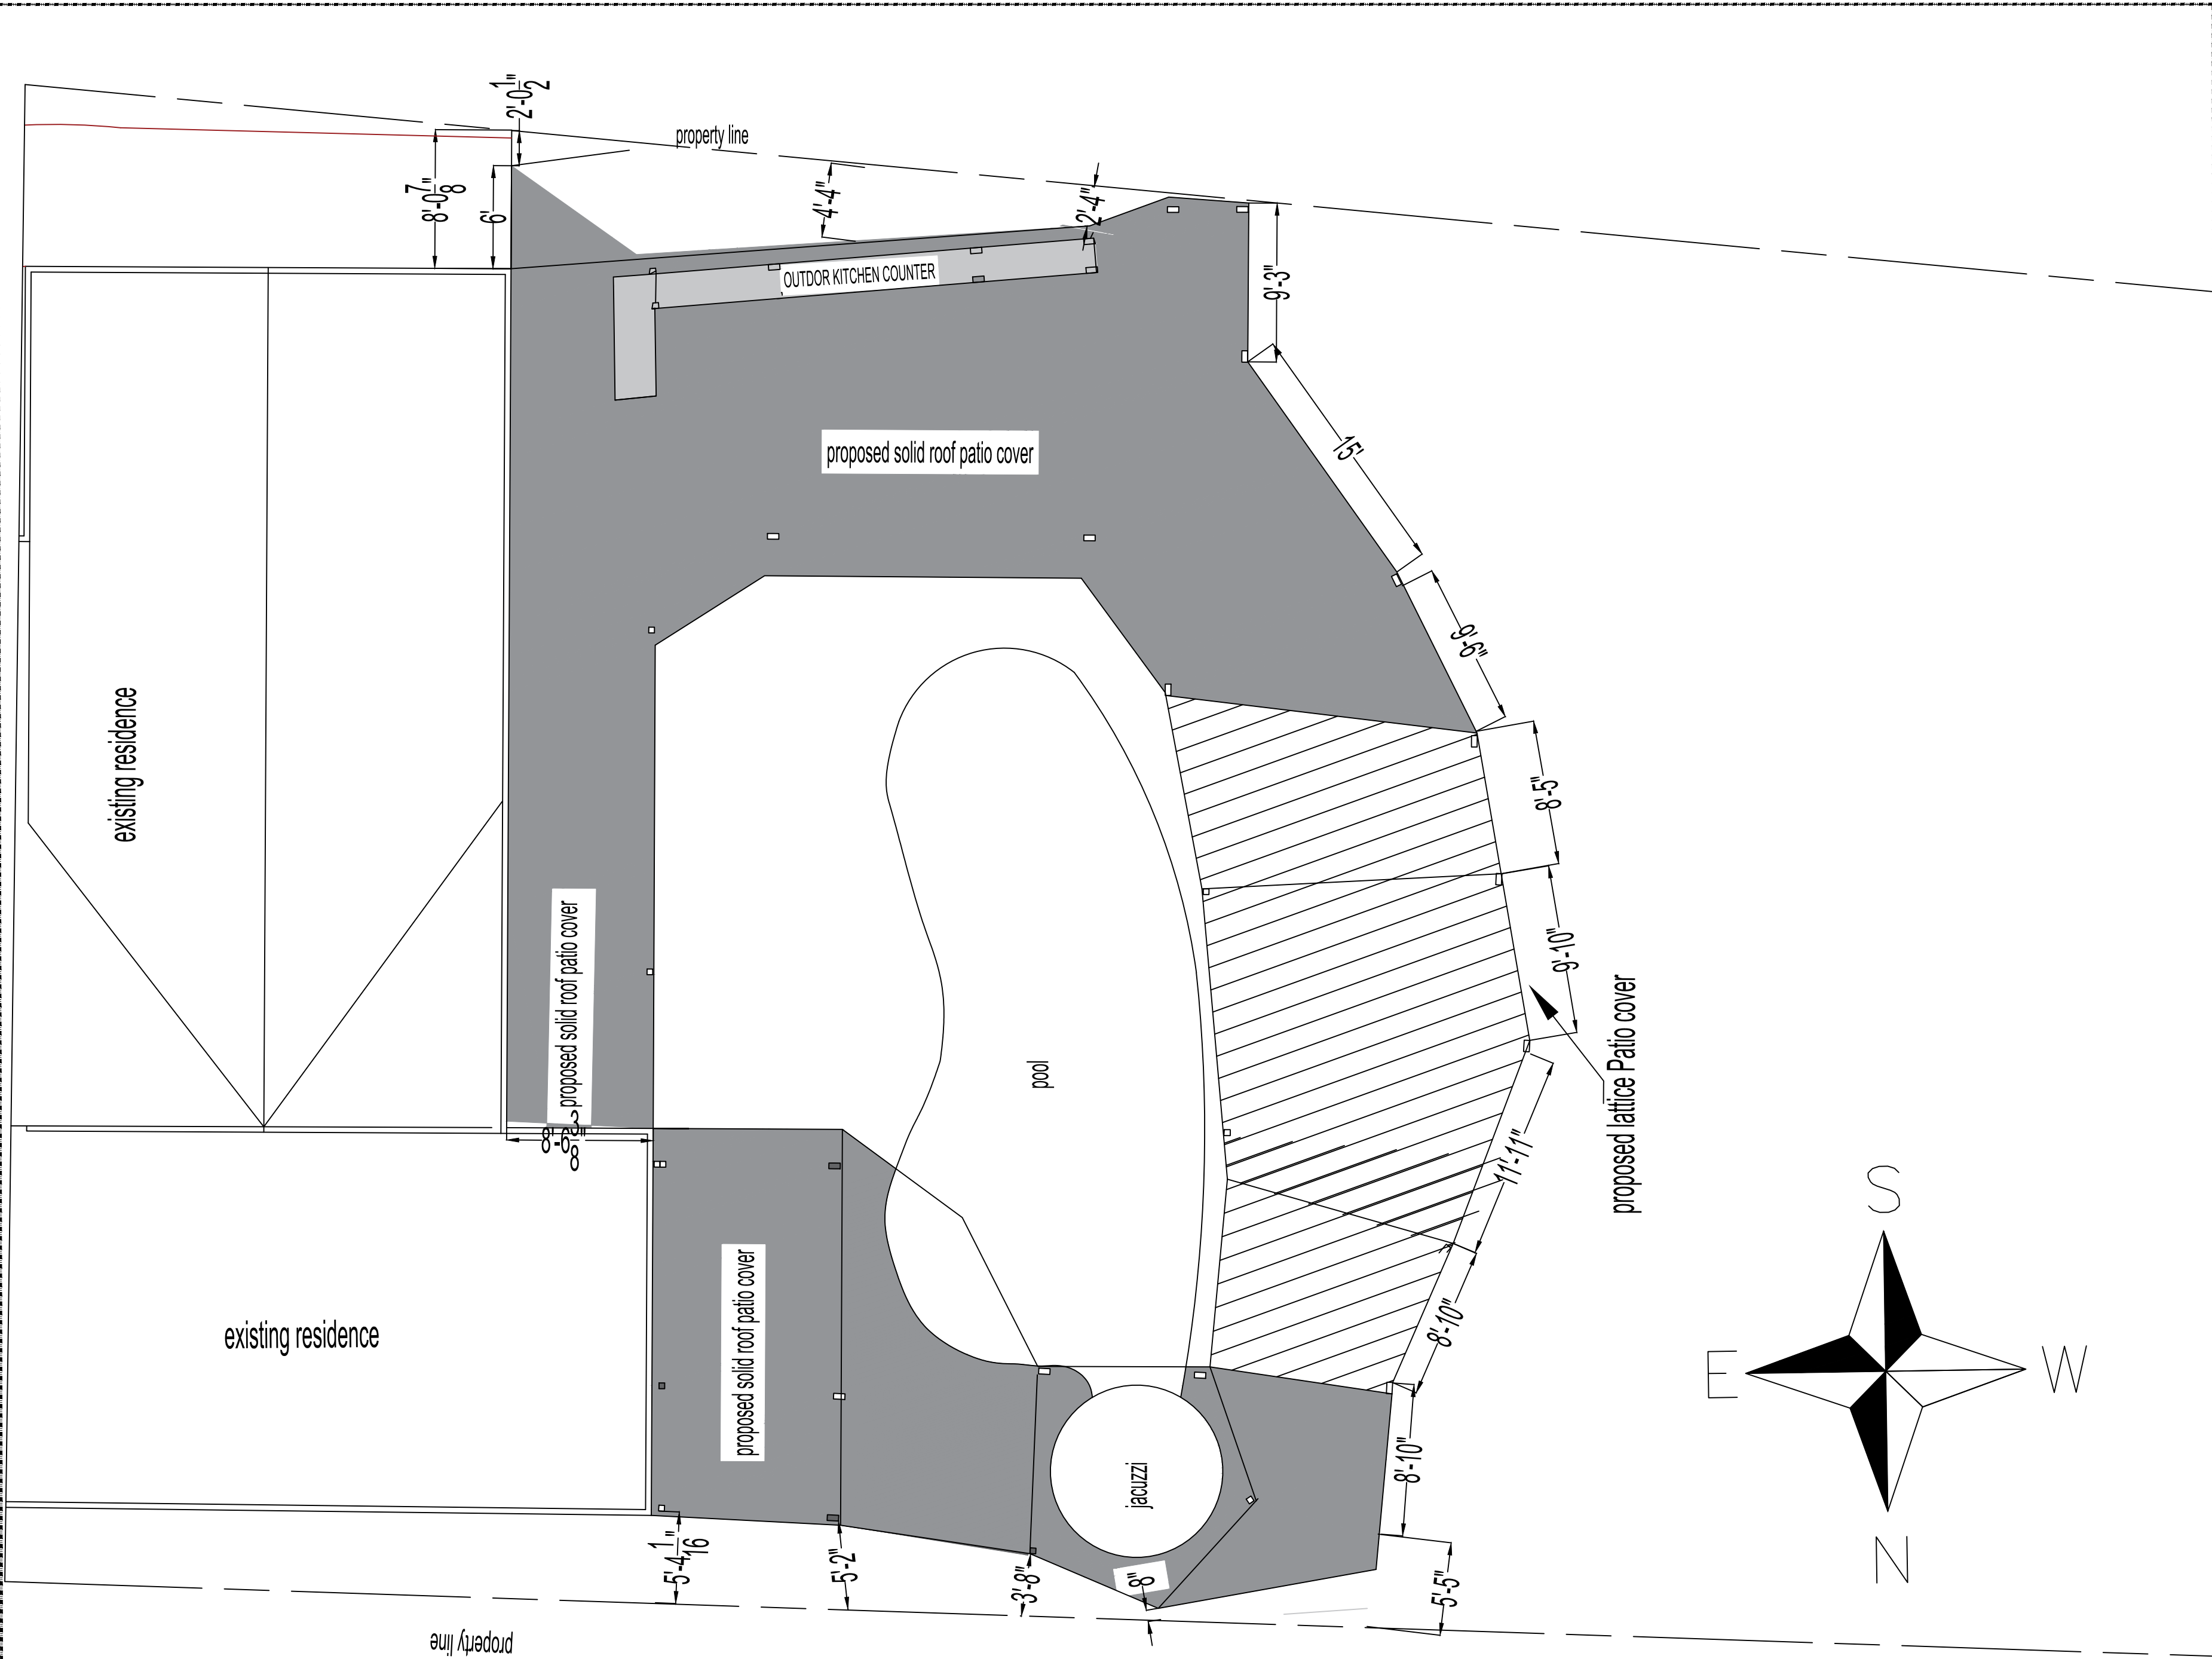 2'-0 1/2"
property line
8'-0 7/8"
6'
4'-4"
2'-4"
OUTDOR KITCHEN COUNTER
9'-3"
proposed solid roof patio cover
15'
9'-6"
existing residence
8'-5"
9'-10"
proposed solid roof patio cover
proposed lattice Patio cover
pool
8'-6 3/8"
11'-11"
existing residence
proposed solid roof patio cover
8'-10"
S
E
W
N
jacuzzi
8'-10"
5'-4 1/16"
5'-2"
3'-8"
8"
5'-5"
property line